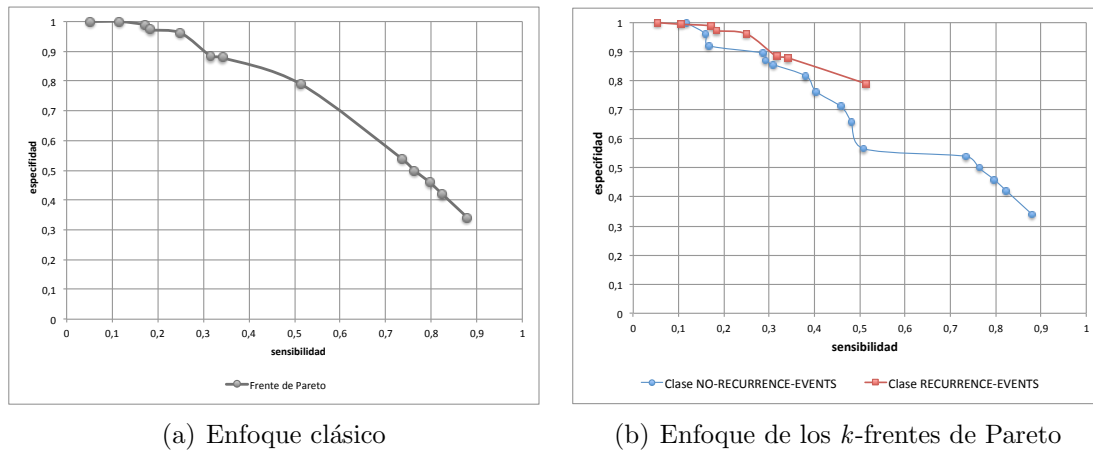 1
0,9
0,8
0,7
0,6
0,5
0,4
0,3
0,2
0,1
0
especifidad
0 0,1 0,2 0,3 0,4 0,5 0,6 0,7 0,8 0,9 1
sensibilidad
Frente de Pareto
(a) Enfoque clásico
1
0,9
0,8
0,7
0,6
0,5
0,4
0,3
0,2
0,1
0
especifidad
0 0,1 0,2 0,3 0,4 0,5 0,6 0,7 0,8 0,9 1
sensibilidad
Clase NO-RECURRENCE-EVENTS Clase RECURRENCE-EVENTS
(b) Enfoque de los k-frentes de Pareto